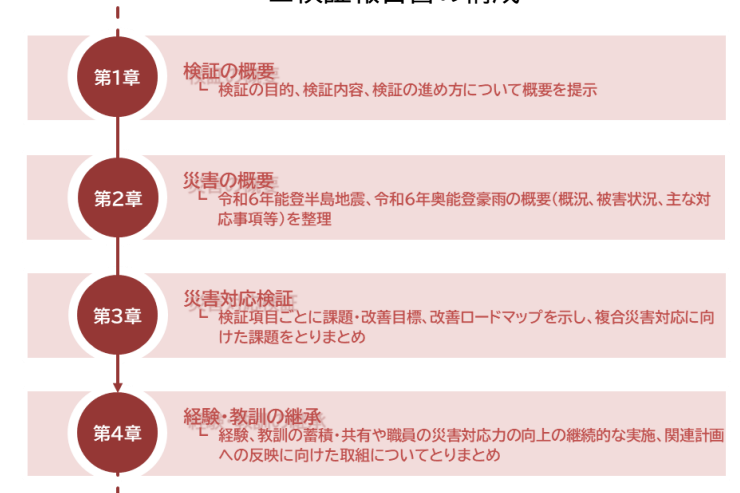 検証報告書の構成
第1章
検証の概要
検証の目的、検証内容、検証の進め方について概要を提示
第2章
災害の概要
令和6年能登半島地震、令和6年奥能登豪雨の概要(概況、被害状況、主な対
応事項等)を整理
第3章
災害対応検証
検証項目ごとに課題・改善目標、改善ロードマップを示し、複合災害対応に向
けた課題をとりまとめ
第4章
経験・教訓の継承
経験、教訓の蓄積・共有や職員の災害対応力の向上の継続的な実施、関連計画
への反映に向けた取組についてとりまとめ